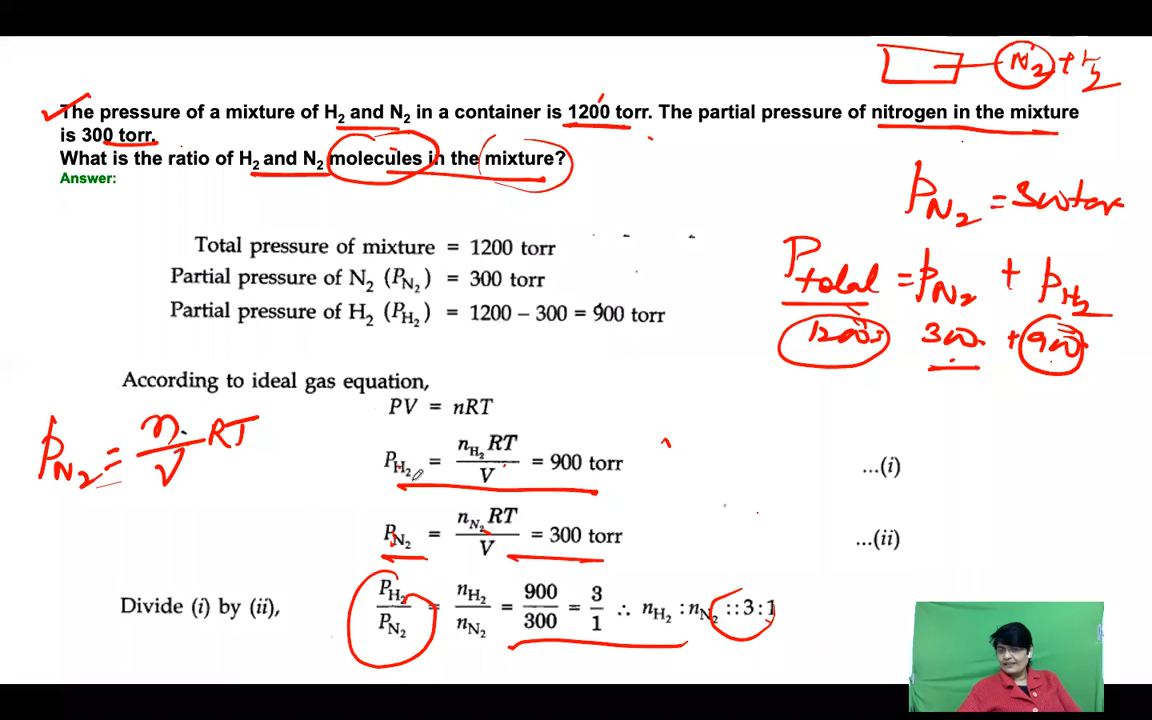 N₂ + H₂
The pressure of a mixture of H₂ and N₂ in a container is 1200 torr. The partial pressure of nitrogen in the mixture
is 300 torr.
What is the ratio of H₂ and N₂ molecules in the mixture?
Answer:
pN₂ = 300 torr
Total pressure of mixture = 1200 torr
Partial pressure of N₂ (PN₂) = 300 torr
Partial pressure of H₂ (PH₂) = 1200 – 300 = 900 torr
Ptotal = pN₂ + pH₂
1200 300 + 900
According to ideal gas equation,
PV = nRT
pN₂ = n/V RT
PH₂ = nH₂ RT / V = 900 torr ...(i)
PN₂ = nN₂ RT / V = 300 torr ...(ii)
Divide (i) by (ii), PH₂ / PN₂ = nH₂ / nN₂ = 900 / 300 = 3 / 1 ∴ nH₂ : nN₂ :: 3 : 1